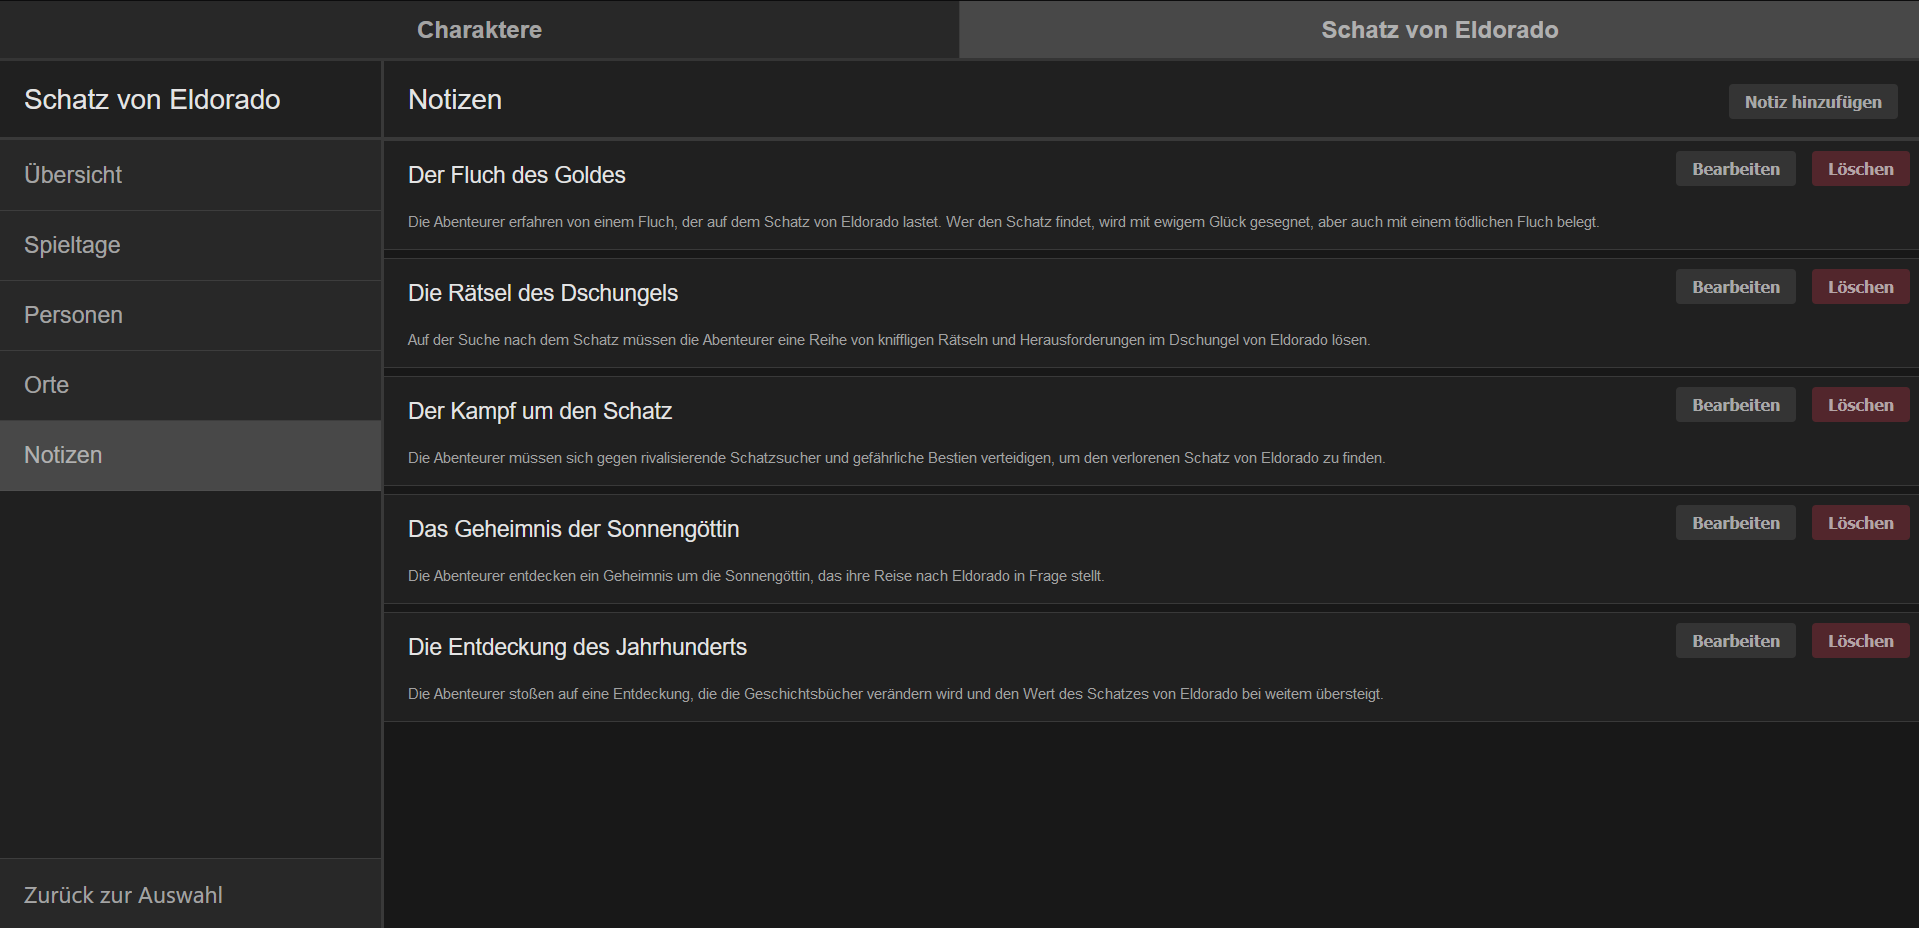 Charaktere
Schatz von Eldorado
Schatz von Eldorado
Übersicht
Spieltage
Personen
Orte
Notizen
Zurück zur Auswahl
Notizen
Notiz hinzufügen
Der Fluch des Goldes
Bearbeiten
Löschen
Die Abenteurer erfahren von einem Fluch, der auf dem Schatz von Eldorado lastet. Wer den Schatz findet, wird mit ewigem Glück gesegnet, aber auch mit einem tödlichen Fluch belegt.
Die Rätsel des Dschungels
Bearbeiten
Löschen
Auf der Suche nach dem Schatz müssen die Abenteurer eine Reihe von kniffligen Rätseln und Herausforderungen im Dschungel von Eldorado lösen.
Der Kampf um den Schatz
Bearbeiten
Löschen
Die Abenteurer müssen sich gegen rivalisierende Schatzsucher und gefährliche Bestien verteidigen, um den verlorenen Schatz von Eldorado zu finden.
Das Geheimnis der Sonnengöttin
Bearbeiten
Löschen
Die Abenteurer entdecken ein Geheimnis um die Sonnengöttin, das ihre Reise nach Eldorado in Frage stellt.
Die Entdeckung des Jahrhunderts
Bearbeiten
Löschen
Die Abenteurer stoßen auf eine Entdeckung, die die Geschichtsbücher verändern wird und den Wert des Schatzes von Eldorado bei weitem übersteigt.